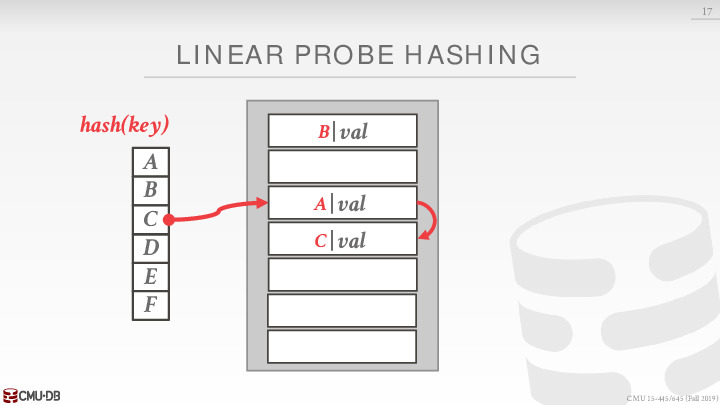 17
LINEAR PROBE HASHING
hash(key)
A
B
C
D
E
F
B|val
A|val
C|val
CMU·DB
CMU 15-445/645 (Fall 2019)